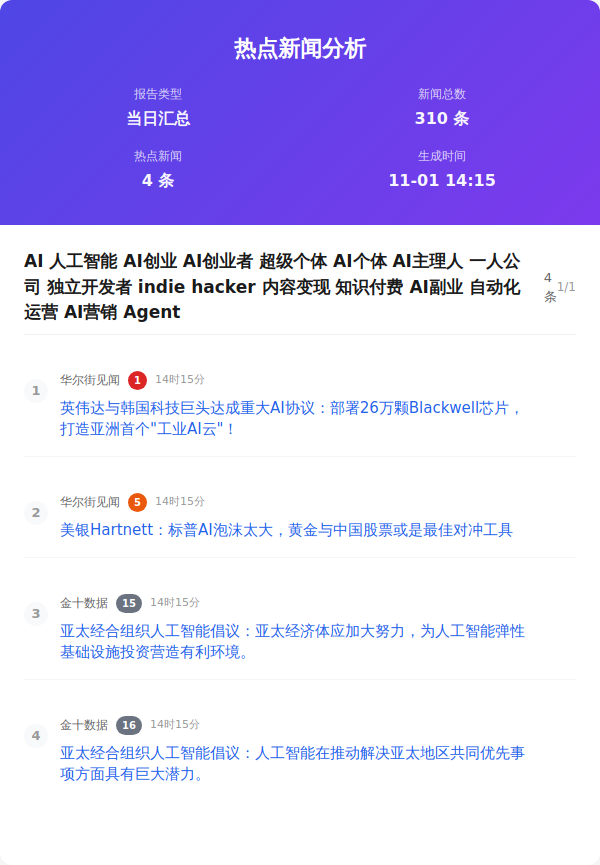 热点新闻分析
报告类型
新闻总数
当日汇总
310 条
热点新闻
生成时间
4 条
11-01 14:15
AI 人工智能 AI创业 AI创业者 超级个体 AI个体 AI主理人 一人公
司 独立开发者 indie hacker 内容变现 知识付费 AI副业 自动化
运营 AI营销 Agent
4
条
1/1
1
华尔街见闻 1 14时15分
英伟达与韩国科技巨头达成重大AI协议：部署26万颗Blackwell芯片，
打造亚洲首个"工业AI云"！
2
华尔街见闻 5 14时15分
美银Hartnett：标普AI泡沫太大，黄金与中国股票或是最佳对冲工具
3
金十数据 15 14时15分
亚太经合组织人工智能倡议：亚太经济体应加大努力，为人工智能弹性
基础设施投资营造有利环境。
4
金十数据 16 14时15分
亚太经合组织人工智能倡议：人工智能在推动解决亚太地区共同优先事
项方面具有巨大潜力。